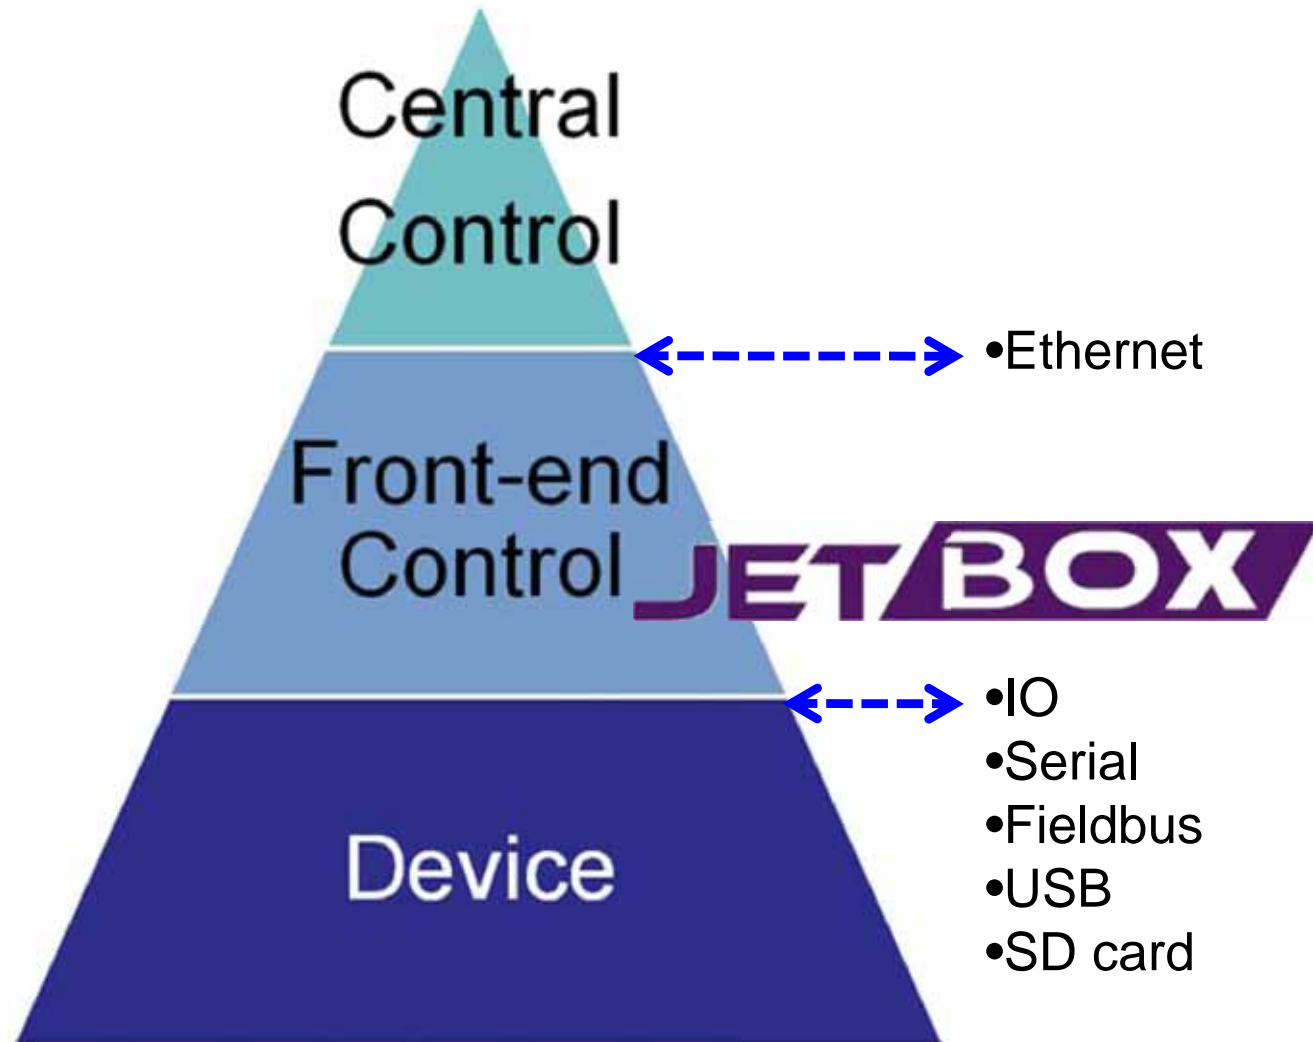 Central
Control
•Ethernet
Front-end
Control
JETBOX
•IO
•Serial
•Fieldbus
•USB
•SD card
Device